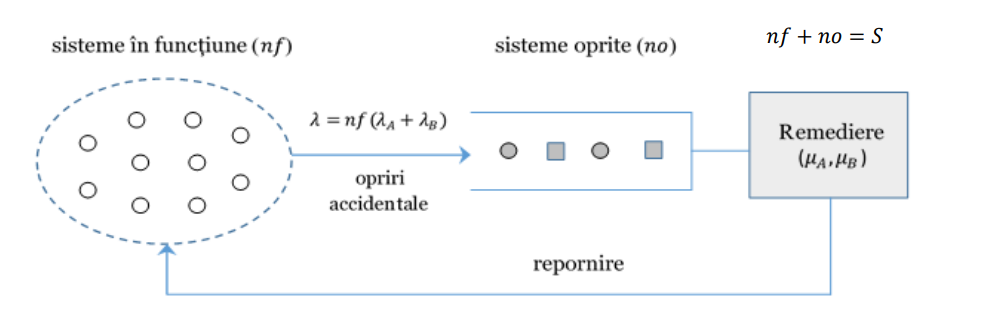 sisteme în funcțiune (nf)
sisteme oprite (no)
nf + no = S
λ = nf (λA + λB)
opriri
accidentale
Remediere
(μA, μB)
repornire